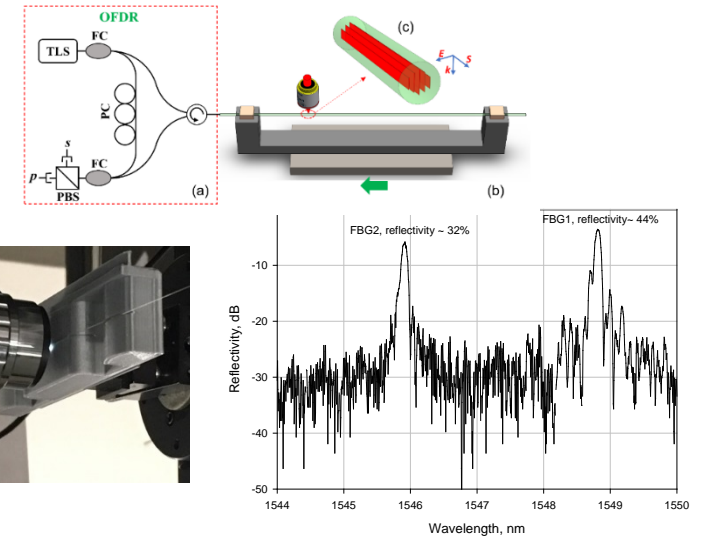 OFDR
FC
TLS
PC
s
p
FC
PBS
(a)
(c)
E
S
k
(b)
FBG2, reflectivity ~ 32%
FBG1, reflectivity~ 44%
Reflectivity, dB
-10
-20
-30
-40
-50
1544
1545
1546
1547
1548
1549
1550
Wavelength, nm